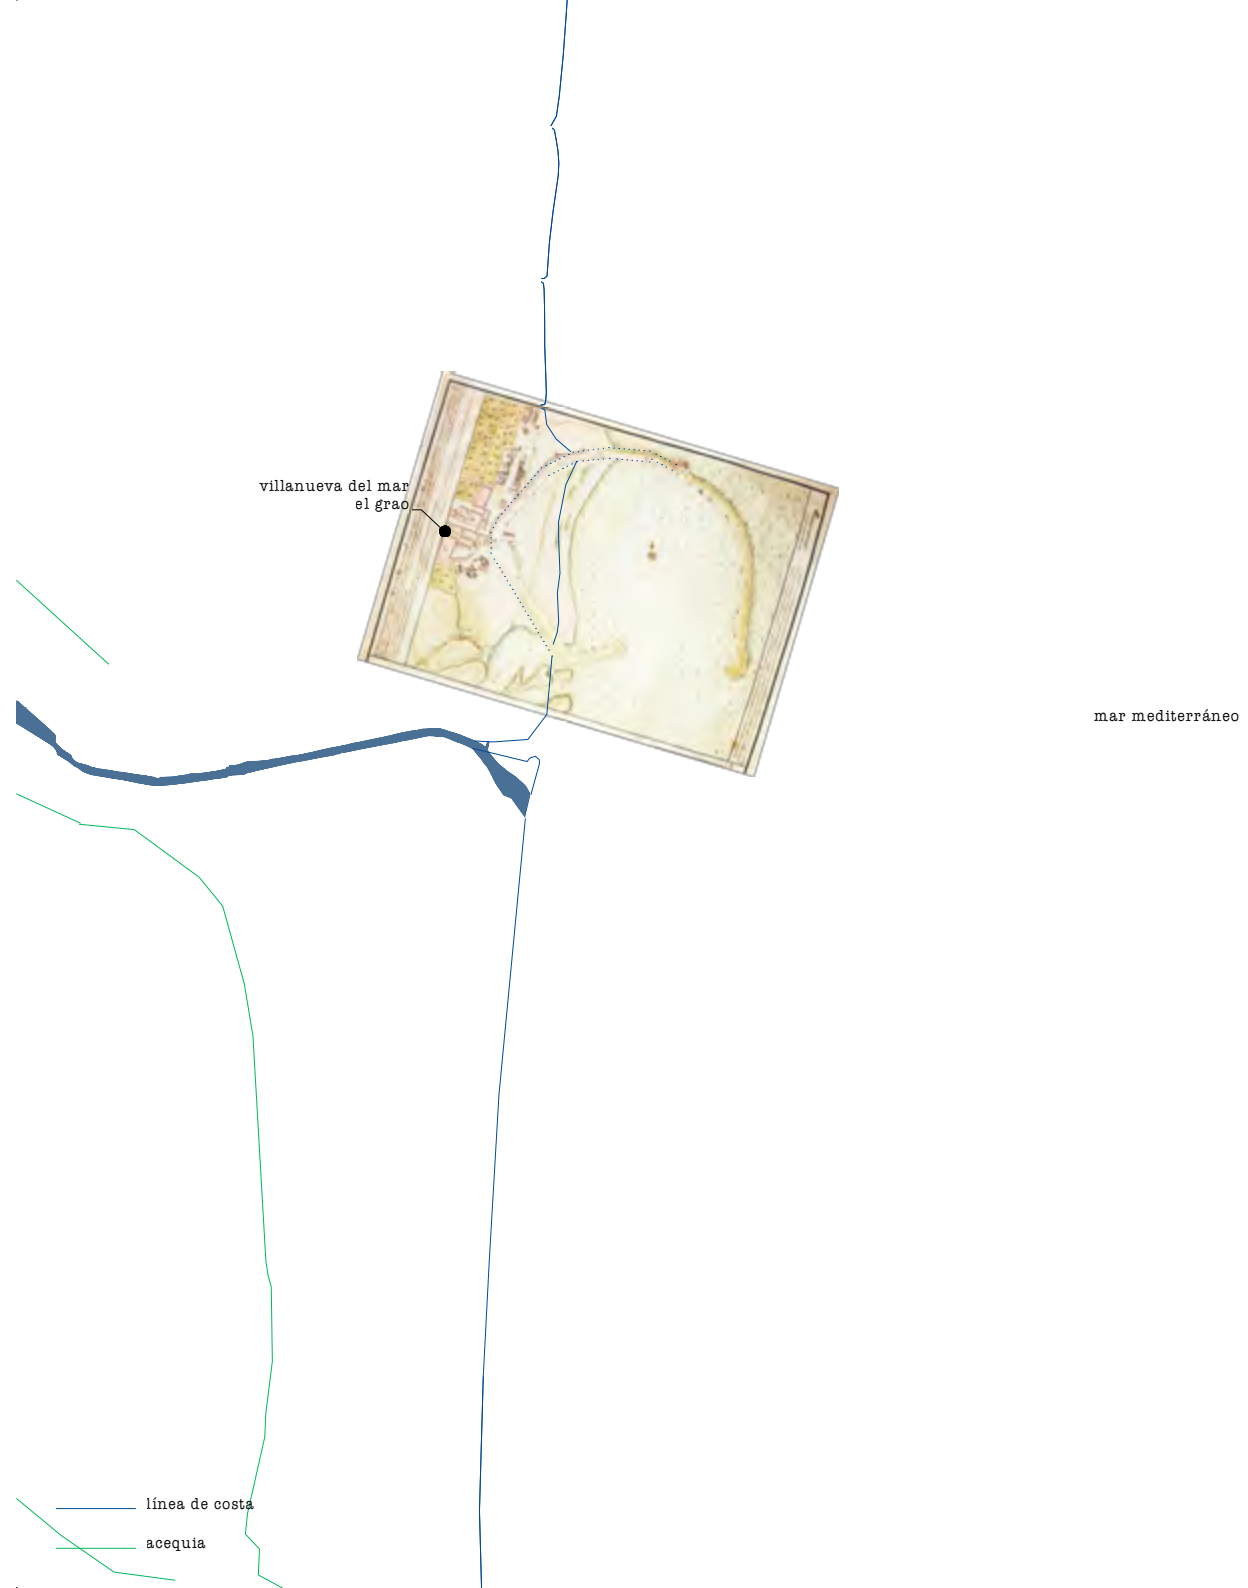 villanueva del mar
el grao
mar mediterráneo
línea de costa
acequia